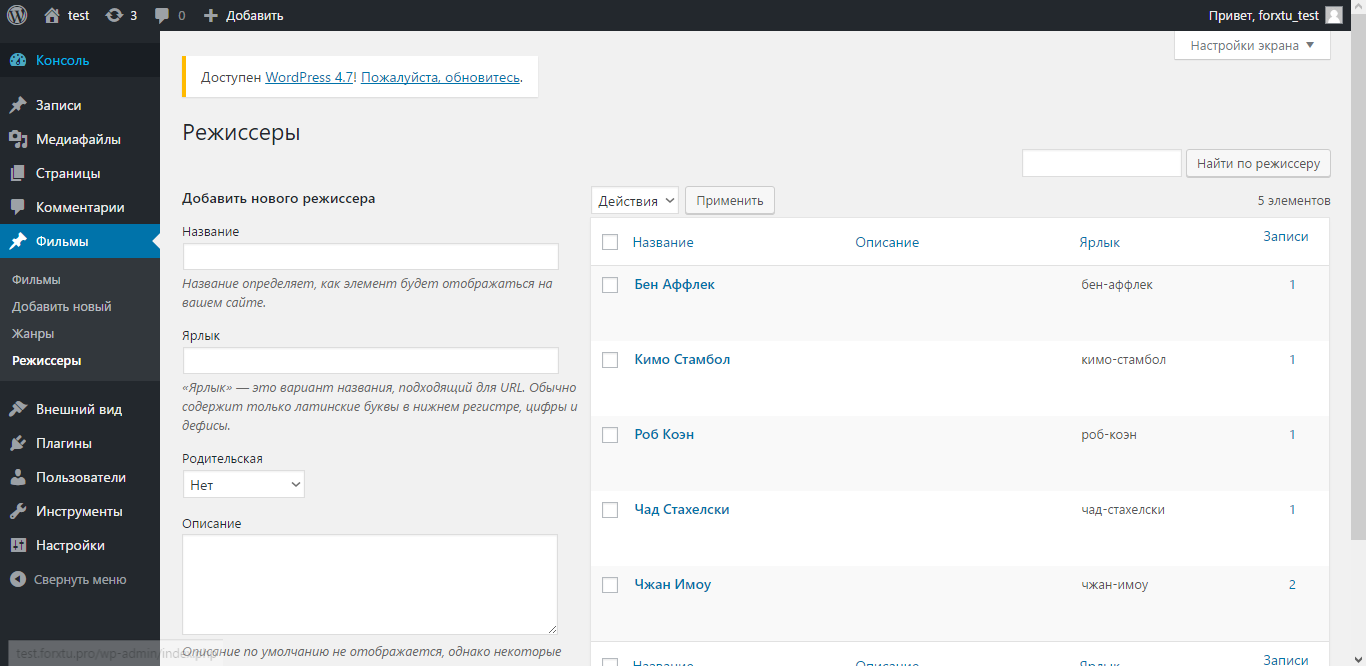 test 3 0 Добавить Привет, forxtu_test
Консоль
Записи
Медиафайлы
Страницы
Комментарии
Фильмы
Фильмы
Добавить новый
Жанры
Режиссеры
Внешний вид
Плагины
Пользователи
Инструменты
Настройки
Свернуть меню
test.forxtu.pro/wp-admin/index.php
Настройки экрана
Доступен WordPress 4.7! Пожалуйста, обновитесь.
Режиссеры
Найти по режиссеру
Добавить нового режиссера
Название
Название определяет, как элемент будет отображаться на
вашем сайте.
Ярлык
«Ярлык» — это вариант названия, подходящий для URL. Обычно
содержит только латинские буквы в нижнем регистре, цифры и
дефисы.
Родительская
Нет
Описание
Описание по умолчанию не отображается, однако некоторые
Действия Применить 5 элементов
Название Описание Ярлык Записи
Бен Аффлек бен-аффлек 1
Кимо Стамбол кимо-стамбол 1
Роб Коэн роб-коэн 1
Чад Стахелски чад-стахелски 1
Чжан Имоу чжан-имоу 2
Название Описание Ярлык Записи